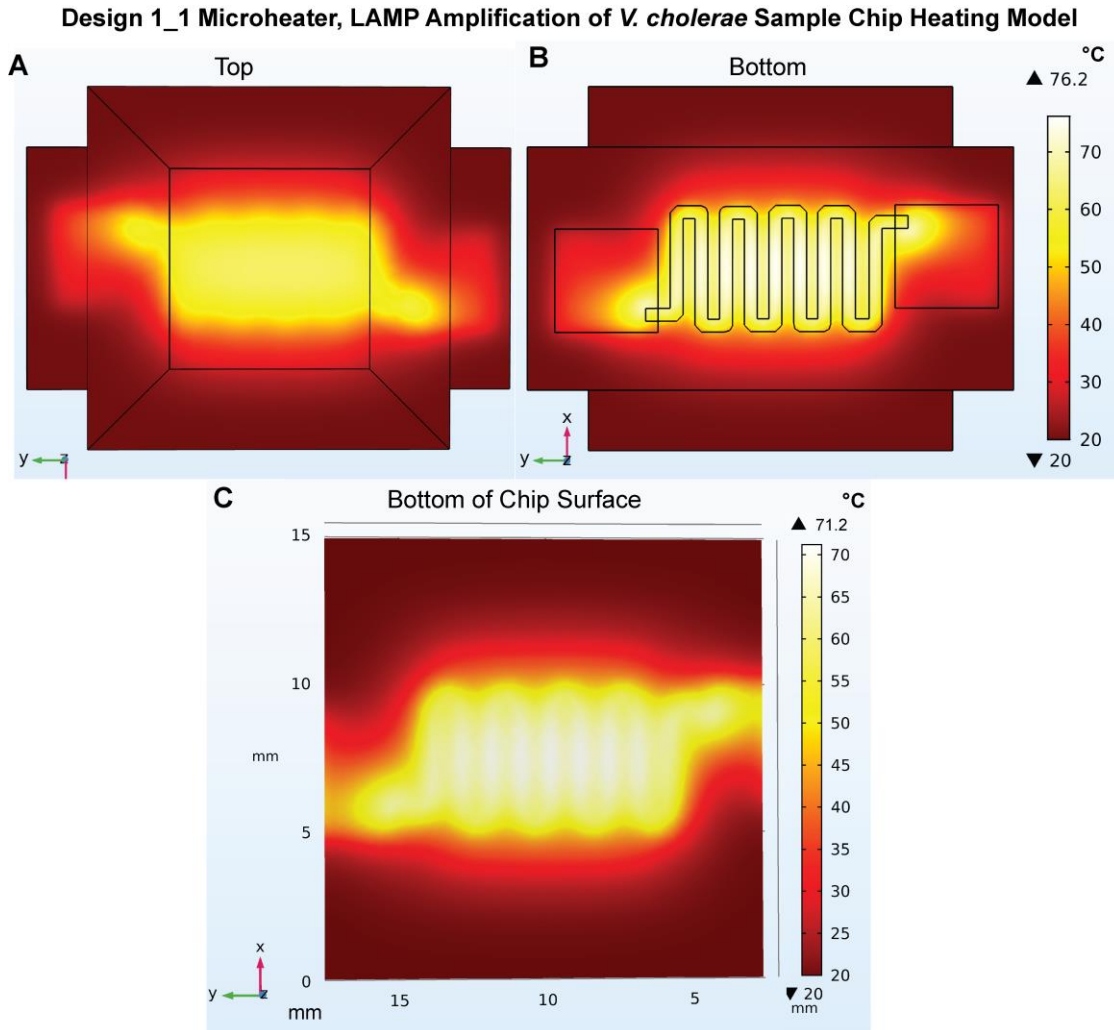 Design 1_1 Microheater, LAMP Amplification of V. cholerae Sample Chip Heating Model
A
Top
y
z
B
Bottom
°C
▲ 76.2
70
60
50
40
30
20
▼ 20
x
y
z
C
Bottom of Chip Surface
°C
▲ 71.2
70
65
60
55
50
45
40
35
30
25
20
▼ 20
mm
15
10
mm
5
0
x
y
z
mm
15
10
5